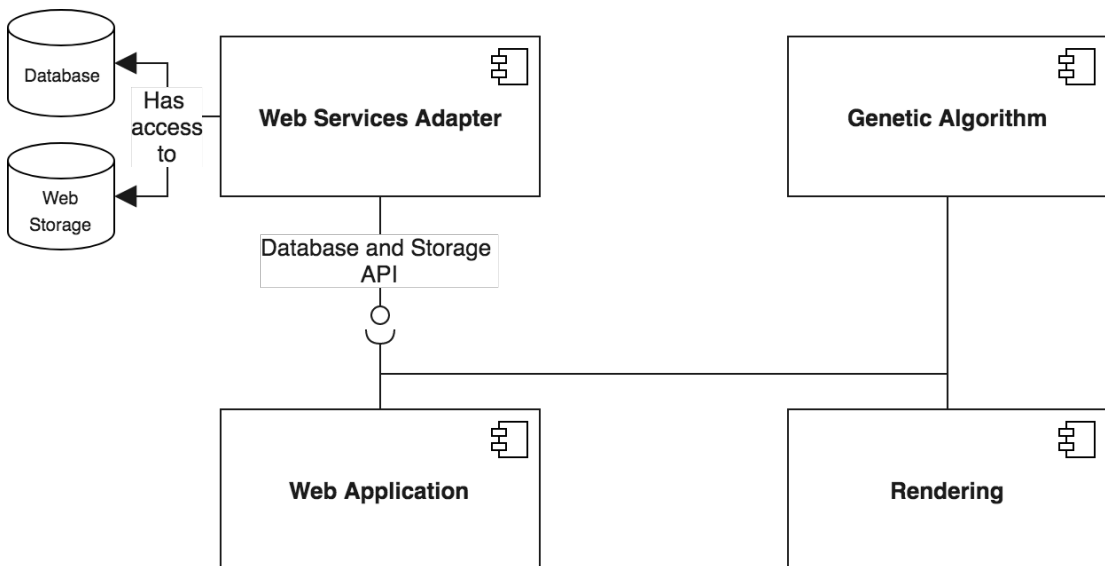 Database
Has
access
to
Web
Storage
Web Services Adapter
Genetic Algorithm
Database and Storage
API
Web Application
Rendering